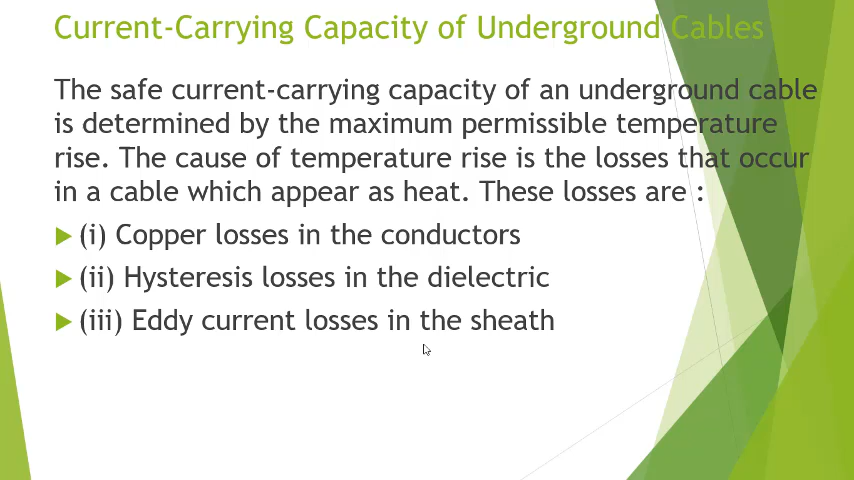 Current-Carrying Capacity of Underground Cables
The safe current-carrying capacity of an underground cable
is determined by the maximum permissible temperature
rise. The cause of temperature rise is the losses that occur
in a cable which appear as heat. These losses are :
(i) Copper losses in the conductors
(ii) Hysteresis losses in the dielectric
(iii) Eddy current losses in the sheath